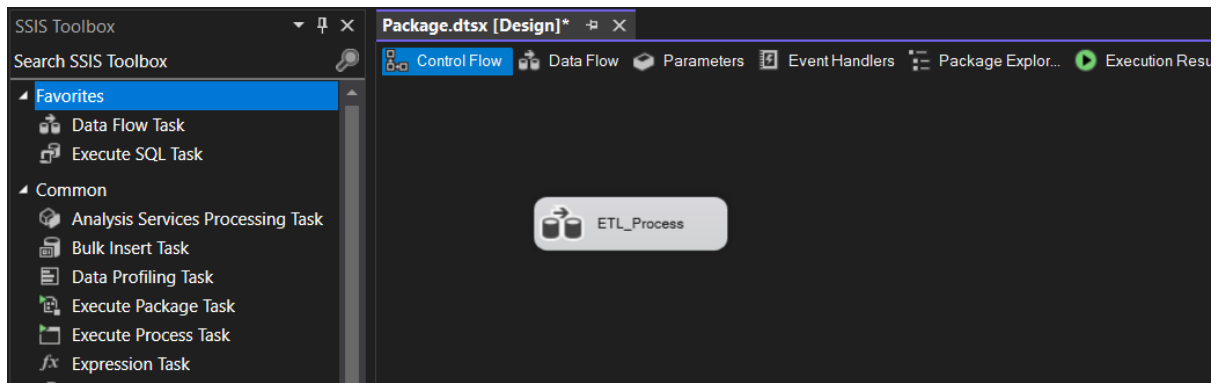 SSIS Toolbox
Search SSIS Toolbox
Favorites
Data Flow Task
Execute SQL Task
Common
Analysis Services Processing Task
Bulk Insert Task
Data Profiling Task
Execute Package Task
Execute Process Task
Expression Task
Package.dtsx [Design]*
Control Flow Data Flow Parameters Event Handlers Package Explor... Execution Resu
ETL_Process